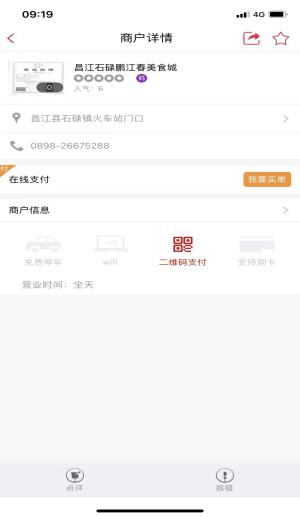 09:19
4G
商户详情
昌江石碌鹏江春美食城
人气：6
昌江县石碌镇火车站门口
0898-26675288
付
在线支付
我要买单
商户信息
免费停车
wifi
二维码支付
支持刷卡
营业时间：全天
点评
报错